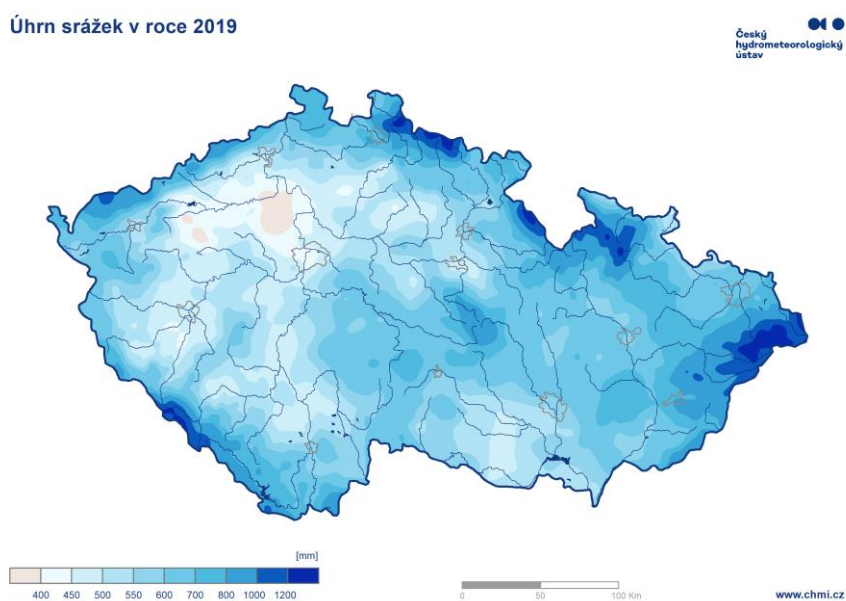 Úhrn srážek v roce 2019
Český
hydrometeorologický
ústav
[mm]
400 450 500 550 600 700 800 1000 1200
0 50 100 Km
www.chmi.cz